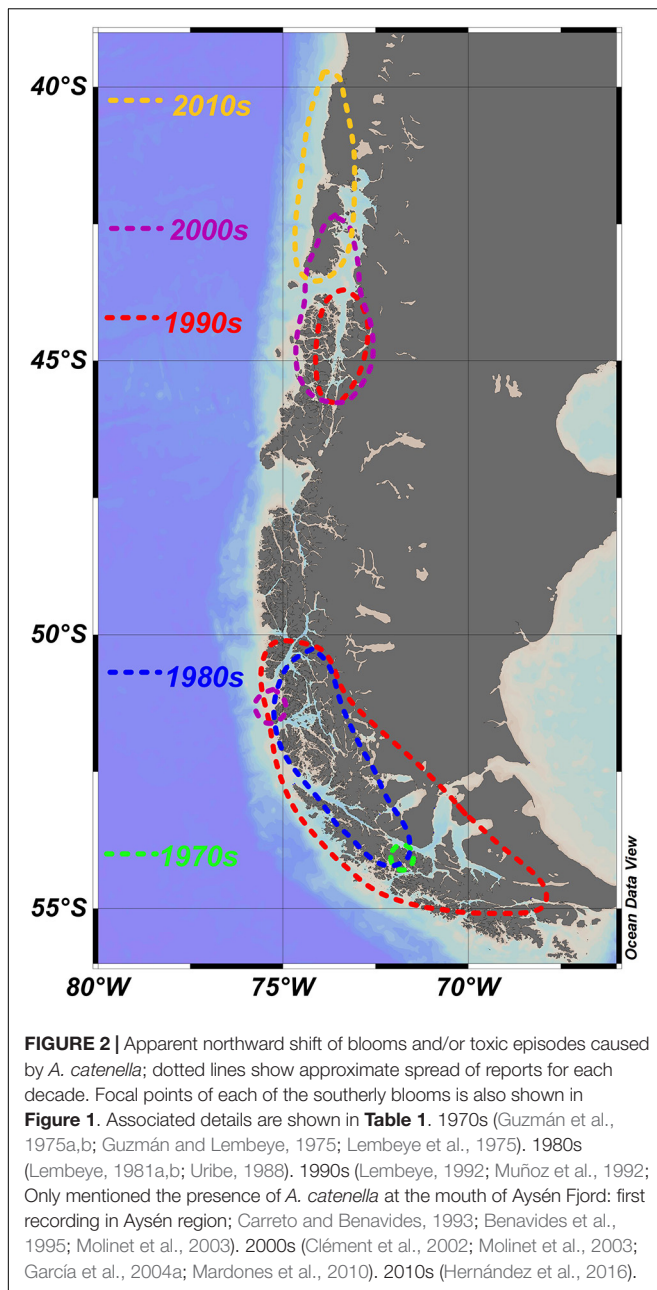 40°S
2010s
2000s
1990s
45°S
50°S
1980s
1970s
55°S
Ocean Data View
80°W 75°W 70°W
FIGURE 2 | Apparent northward shift of blooms and/or toxic episodes caused
by A. catenella; dotted lines show approximate spread of reports for each
decade. Focal points of each of the southerly blooms is also shown in
Figure 1. Associated details are shown in Table 1. 1970s (Guzmán et al.,
1975a,b; Guzmán and Lembeye, 1975; Lembeye et al., 1975). 1980s
(Lembeye, 1981a,b; Uribe, 1988). 1990s (Lembeye, 1992; Muñoz et al., 1992;
Only mentioned the presence of A. catenella at the mouth of Aysén Fjord: first
recording in Aysén region; Carreto and Benavides, 1993; Benavides et al.,
1995; Molinet et al., 2003). 2000s (Clément et al., 2002; Molinet et al., 2003;
García et al., 2004a; Mardones et al., 2010). 2010s (Hernández et al., 2016).